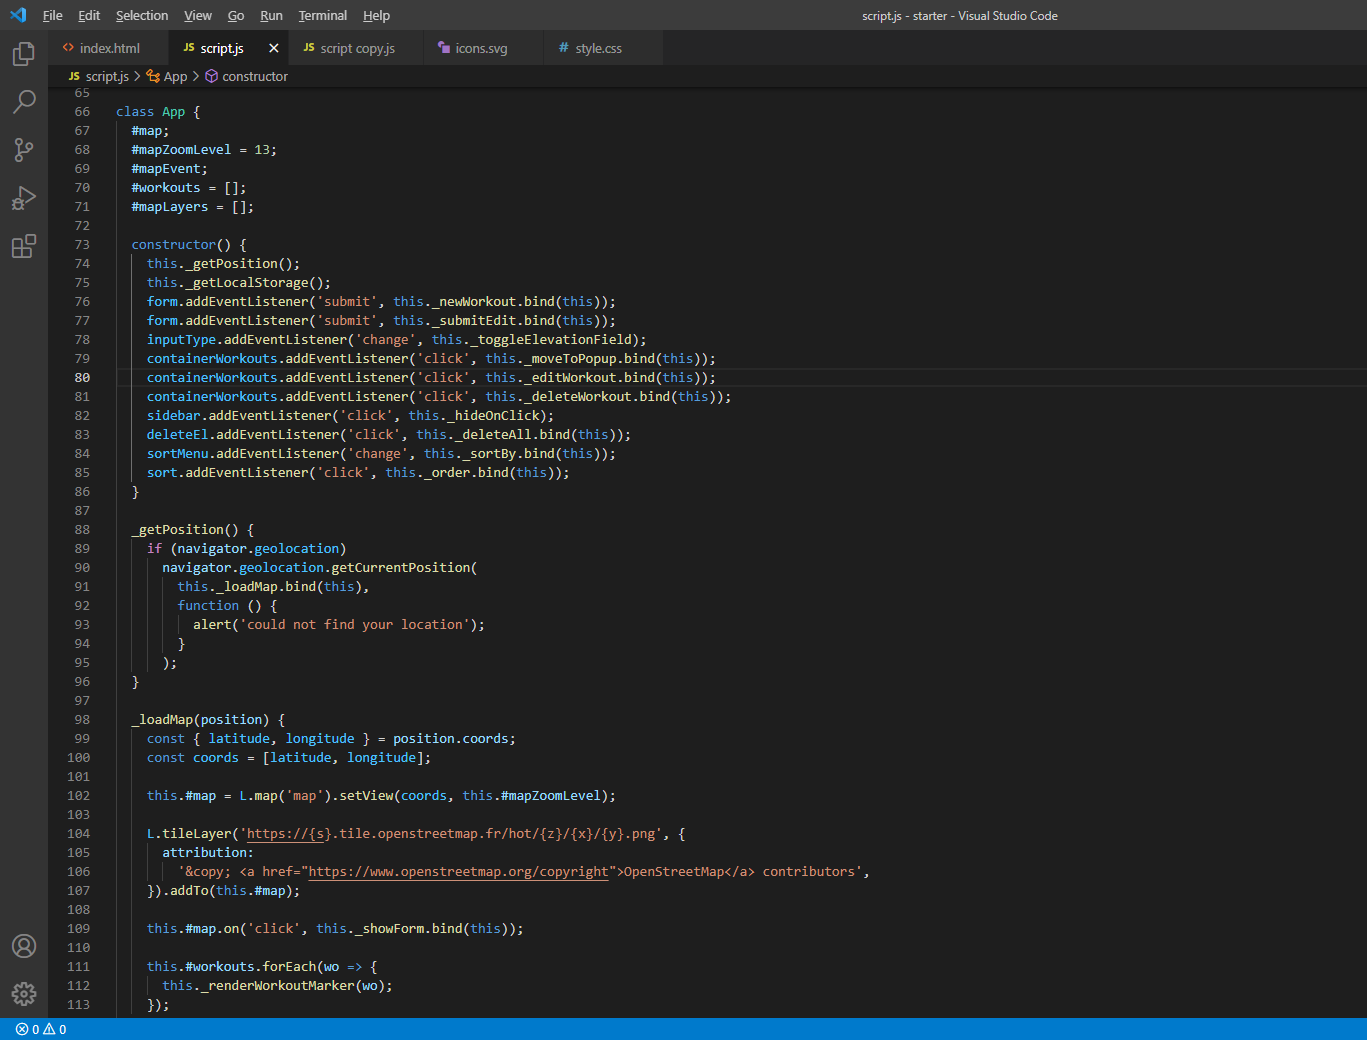 File Edit Selection View Go Run Terminal Help script.js - starter - Visual Studio Code
<> index.html JS script.js × JS script copy.js icons.svg # style.css
JS script.js > App > constructor
65
66 class App {
67 #map;
68 #mapZoomLevel = 13;
69 #mapEvent;
70 #workouts = [];
71 #mapLayers = [];
72
73 constructor() {
74 this._getPosition();
75 this._getLocalStorage();
76 form.addEventListener('submit', this._newWorkout.bind(this));
77 form.addEventListener('submit', this._submitEdit.bind(this));
78 inputType.addEventListener('change', this._toggleElevationField);
79 containerWorkouts.addEventListener('click', this._moveToPopup.bind(this));
80 containerWorkouts.addEventListener('click', this._editWorkout.bind(this));
81 containerWorkouts.addEventListener('click', this._deleteWorkout.bind(this));
82 sidebar.addEventListener('click', this._hideOnClick);
83 deleteEl.addEventListener('click', this._deleteAll.bind(this));
84 sortMenu.addEventListener('change', this._sortBy.bind(this));
85 sort.addEventListener('click', this._order.bind(this));
86 }
87
88 _getPosition() {
89 if (navigator.geolocation)
90 navigator.geolocation.getCurrentPosition(
91 this._loadMap.bind(this),
92 function () {
93 alert('could not find your location');
94 }
95 );
96 }
97
98 _loadMap(position) {
99 const { latitude, longitude } = position.coords;
100 const coords = [latitude, longitude];
101
102 this.#map = L.map('map').setView(coords, this.#mapZoomLevel);
103
104 L.tileLayer('https://{s}.tile.openstreetmap.fr/hot/{z}/{x}/{y}.png', {
105 attribution:
106 '&copy; <a href="https://www.openstreetmap.org/copyright">OpenStreetMap</a> contributors',
107 }).addTo(this.#map);
108
109 this.#map.on('click', this._showForm.bind(this));
110
111 this.#workouts.forEach(wo => {
112 this._renderWorkoutMarker(wo);
113 });
0 0